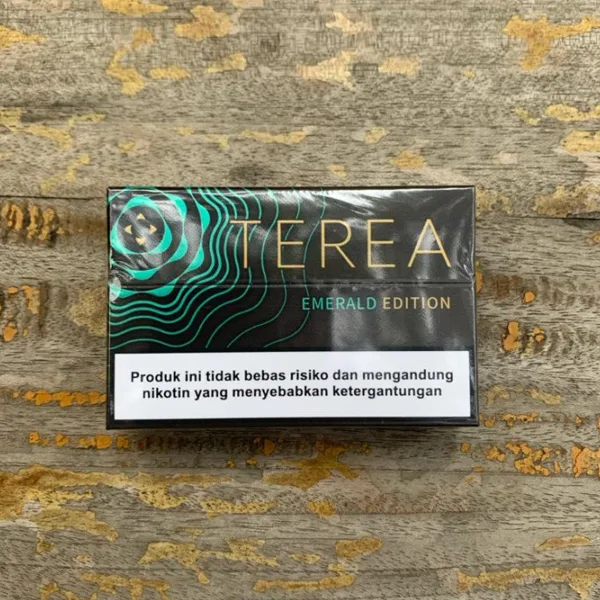 TEREA
EMERALD EDITION
Produk ini tidak bebas risiko dan mengandung
nikotin yang menyebabkan ketergantungan